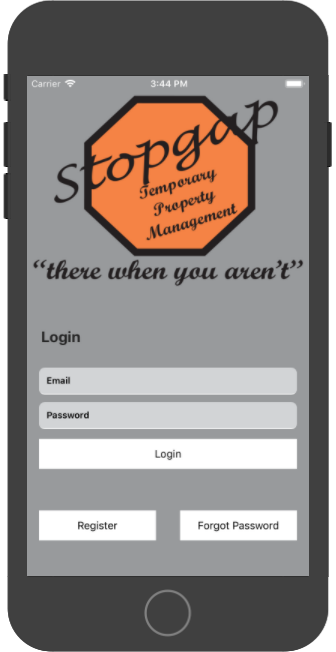 Carrier 3:44 PM
Stopgap
Temporary
Property
Management
“there when you aren’t”
Login
Email
Password
Login
Register Forgot Password